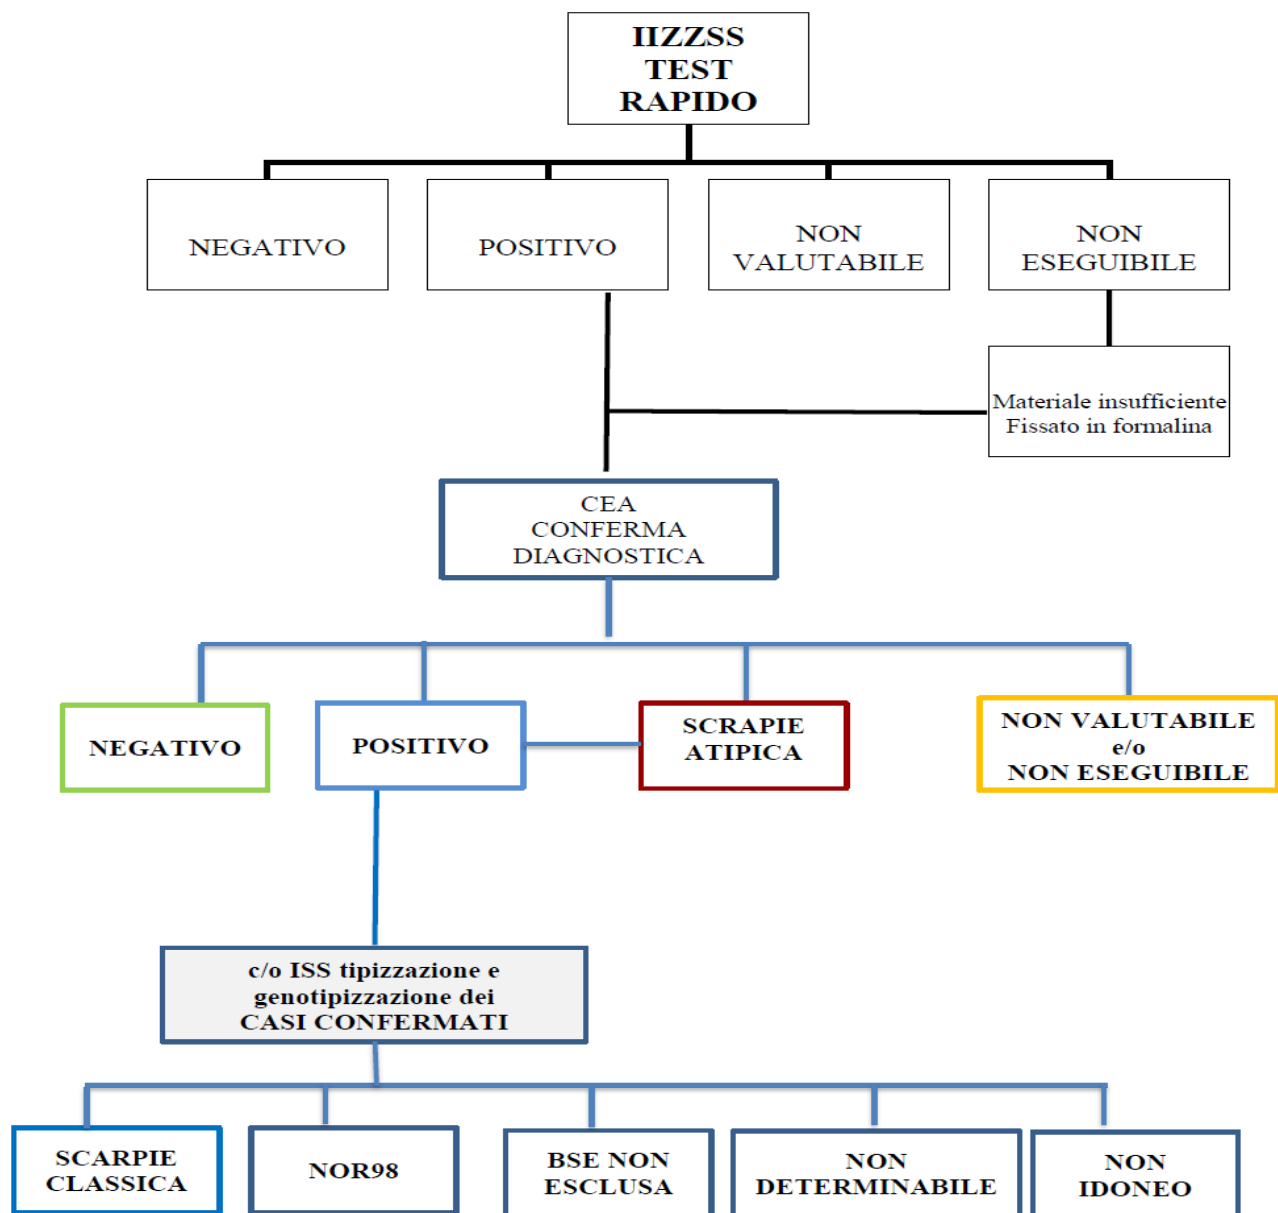 IIZZSS
TEST
RAPIDO
NEGATIVO
POSITIVO
NON
VALUTABILE
NON
ESEGUIBILE
Materiale insufficiente
Fissato in formalina
CEA
CONFERMA
DIAGNOSTICA
NEGATIVO
POSITIVO
SCRAPIE
ATIPICA
NON VALUTABILE
e/o
NON ESEGUIBILE
c/o ISS tipizzazione e
genotipizzazione dei
CASI CONFERMATI
SCARPIE
CLASSICA
NOR98
BSE NON
ESCLUSA
NON
DETERMINABILE
NON
IDONEO